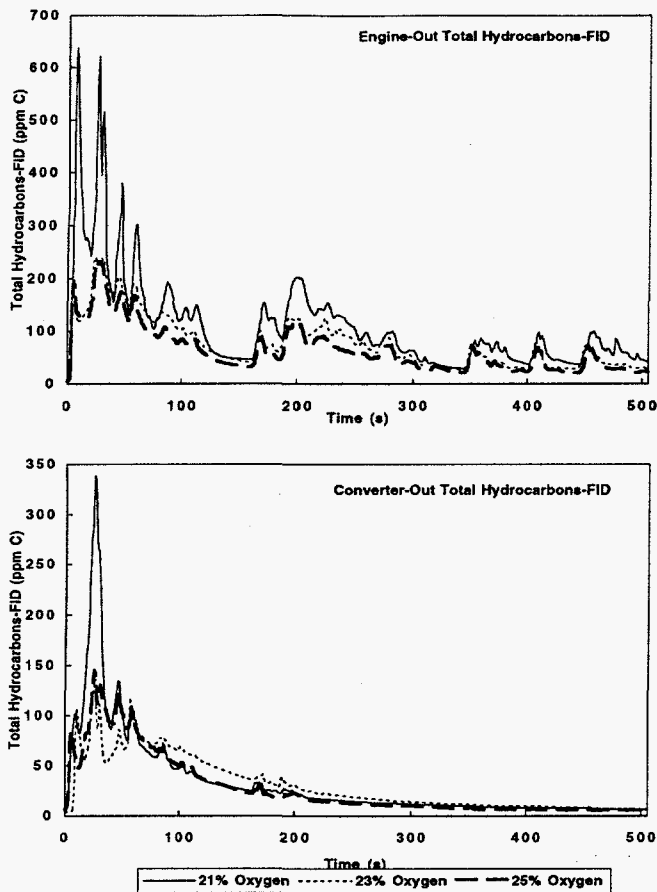 700
Engine-Out Total Hydrocarbons-FID
600
500
400
300
200
100
0
Total Hydrocarbons-FID (ppm C)
0 100 200 300 400 500
Time (s)
350
Converter-Out Total Hydrocarbons-FID
300
250
200
150
100
50
0
Total Hydrocarbons-FID (ppm C)
0 100 200 300 400 500
Time (s)
21% Oxygen 23% Oxygen 25% Oxygen